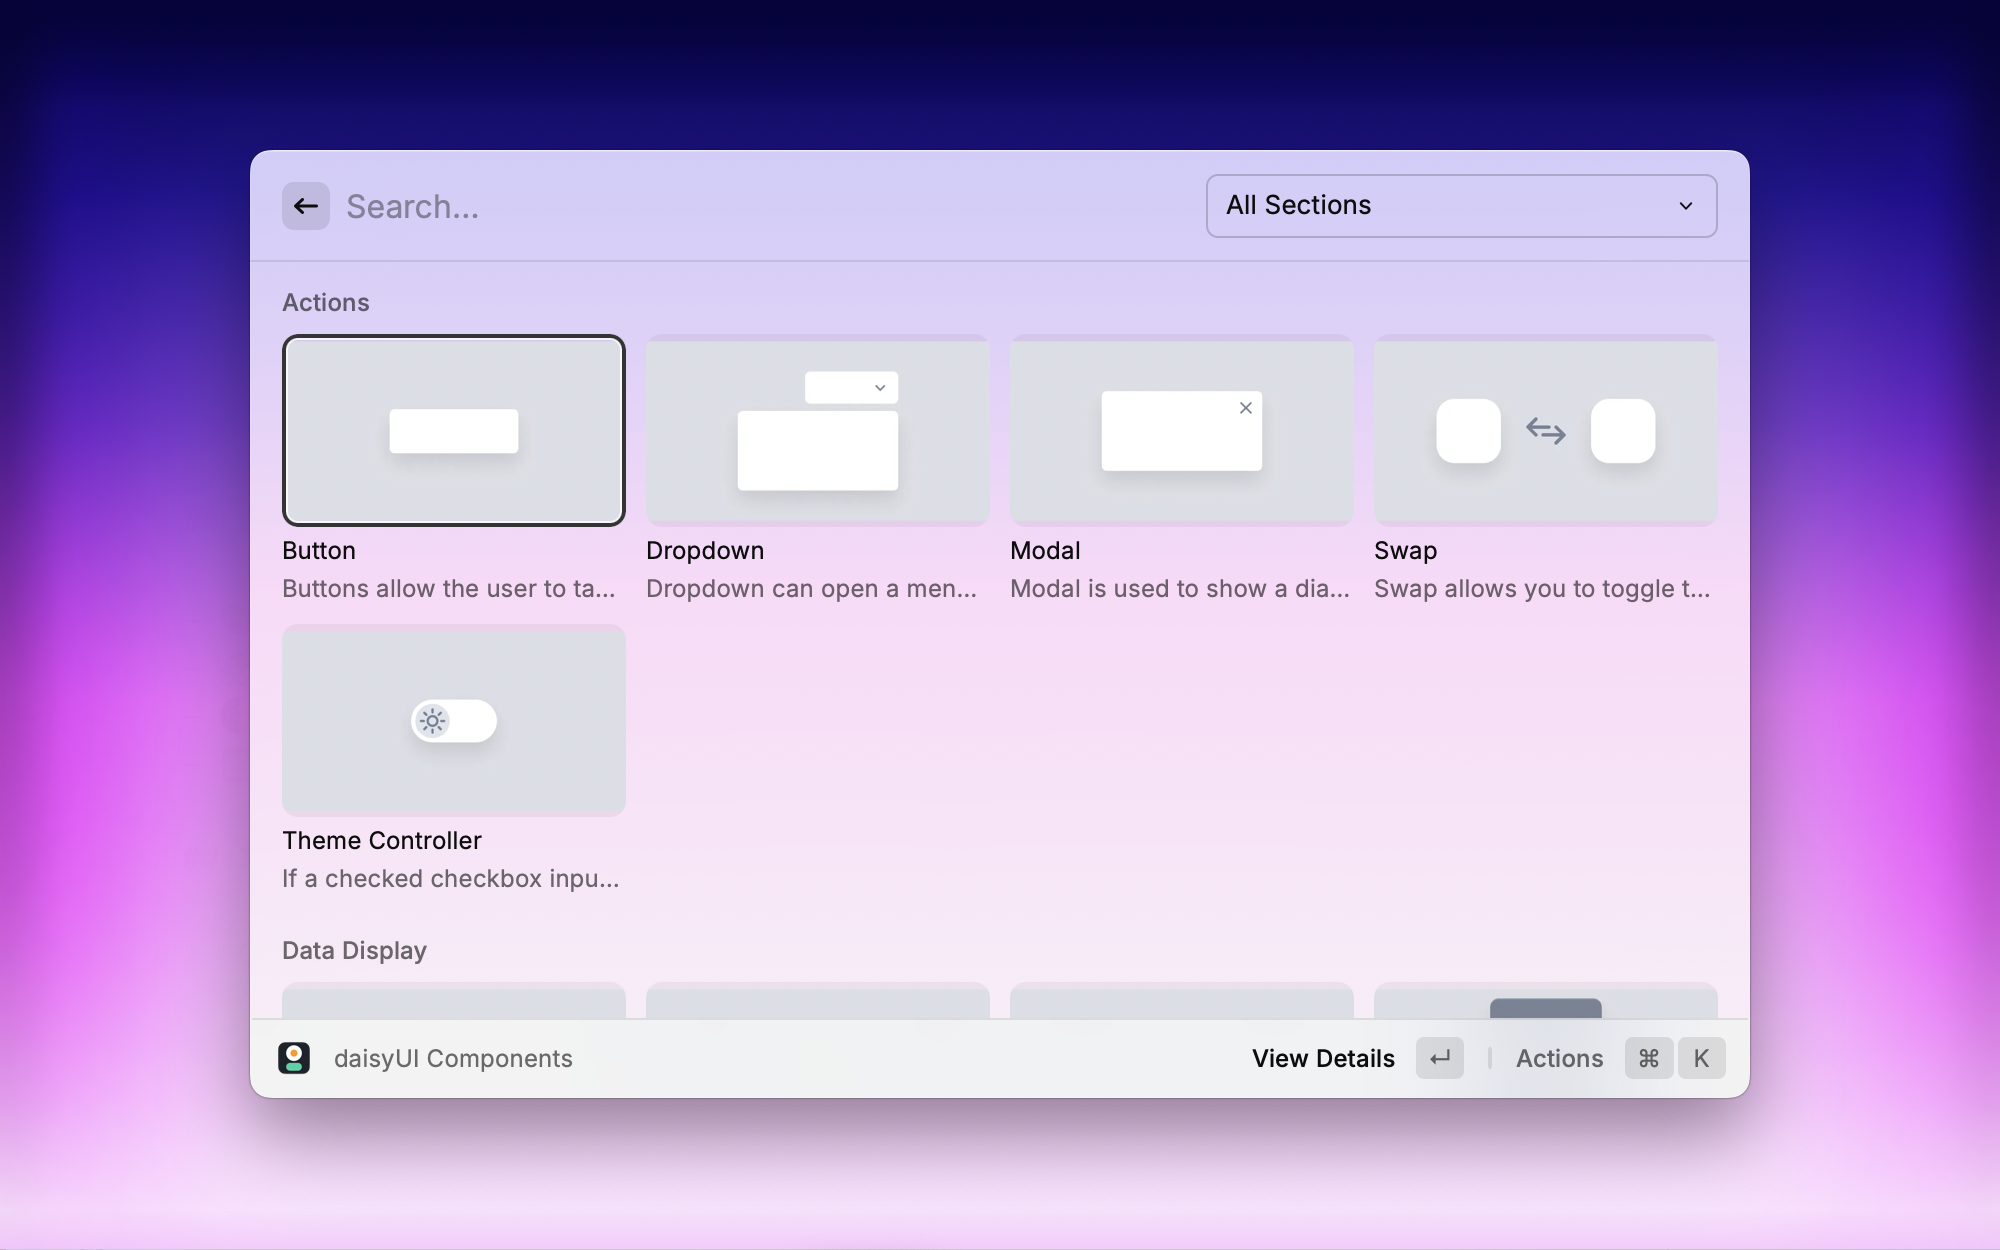 Search...
All Sections
Actions
Button
Buttons allow the user to ta...
Dropdown
Dropdown can open a men...
Modal
Modal is used to show a dia...
Swap
Swap allows you to toggle t...
Theme Controller
If a checked checkbox inpu...
Data Display
daisyUI Components
View Details
Actions
⌘ K